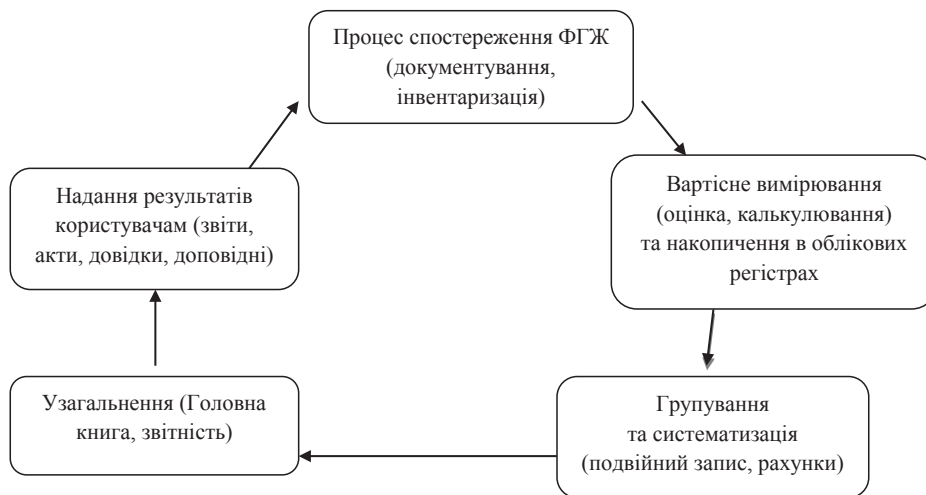 Процес спостереження ФГЖ
(документування,
інвентаризація)
Надання результатів
користувачам (звіти,
акти, довідки, доповідні)
Вартісне вимірювання
(оцінка, калькулювання)
та накопичення в облікових
регістрах
Узагальнення (Головна
книга, звітність)
Групування
та систематизація
(подвійний запис, рахунки)